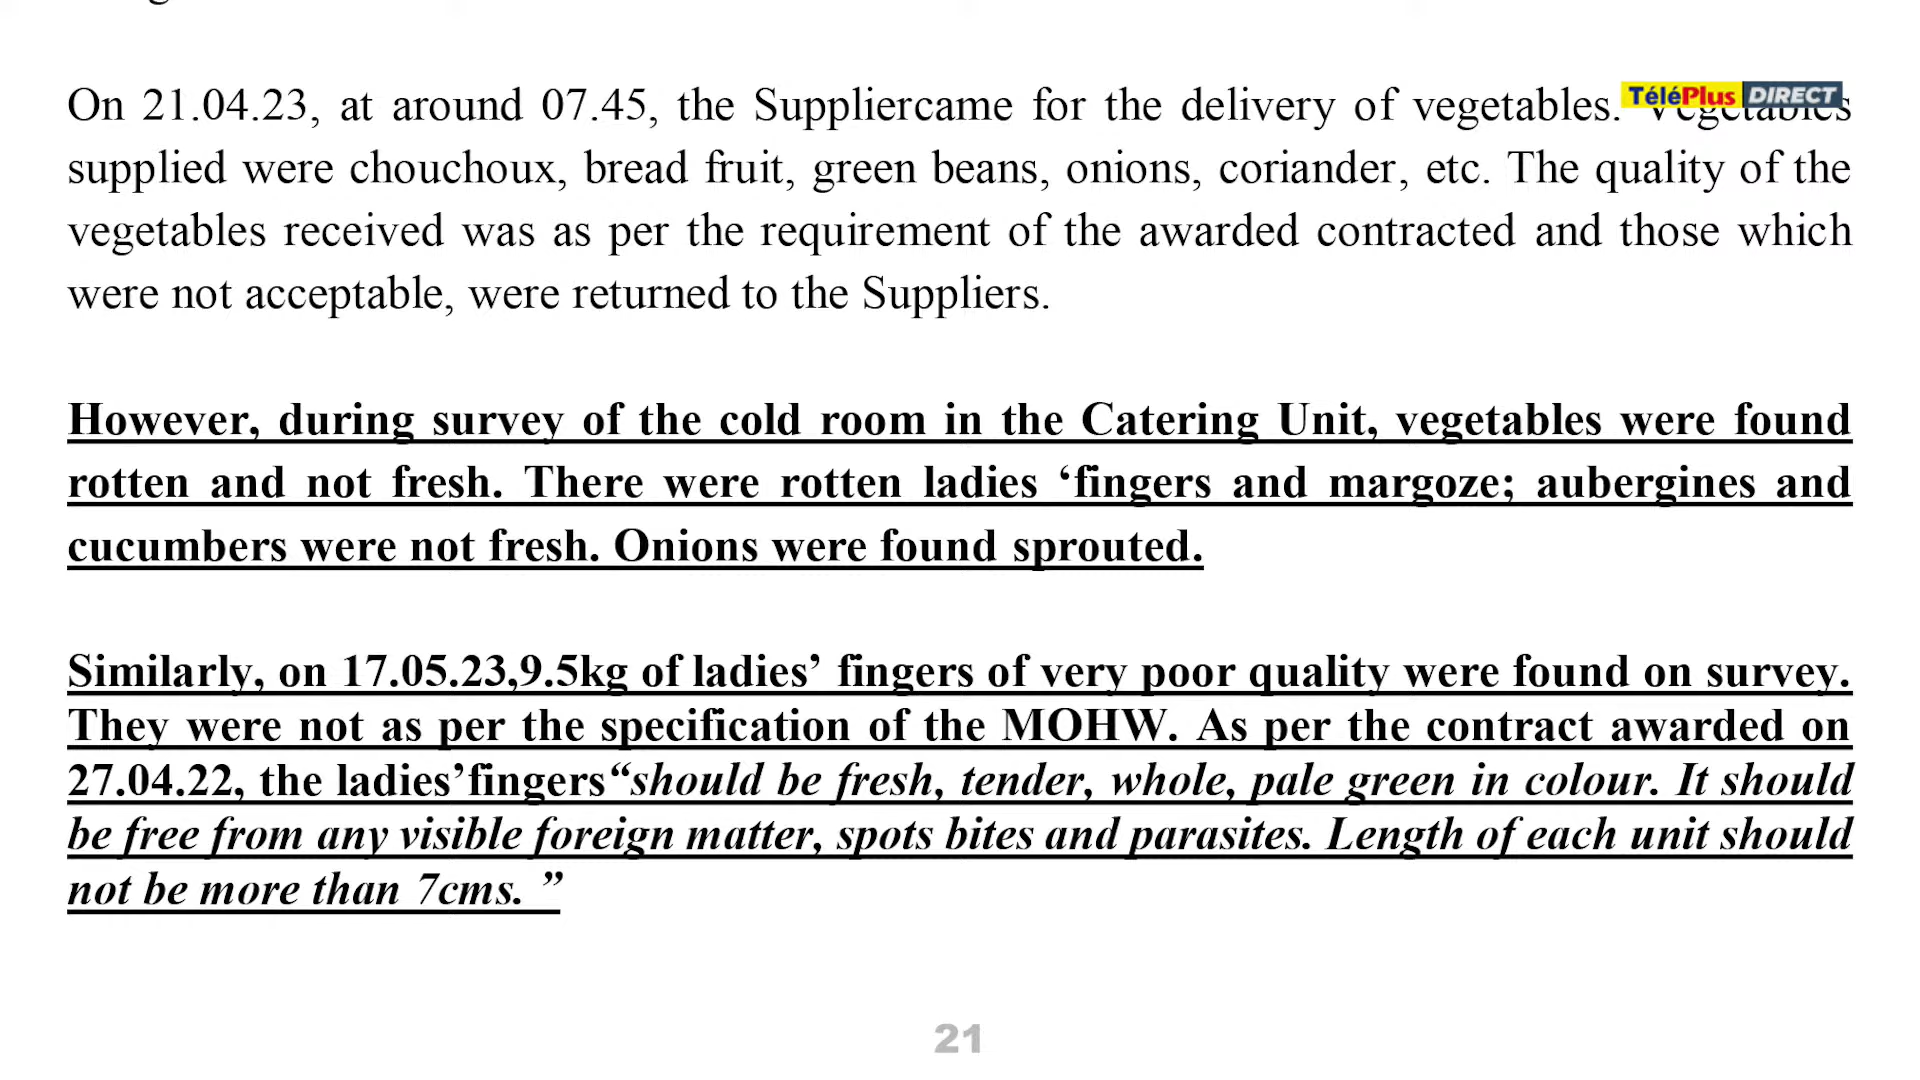 On 21.04.23, at around 07.45, the Suppliercame for the delivery of vegetables. Vegetables
TéléPlus DIRECT
supplied were chouchoux, bread fruit, green beans, onions, coriander, etc. The quality of the
vegetables received was as per the requirement of the awarded contracted and those which
were not acceptable, were returned to the Suppliers.
However, during survey of the cold room in the Catering Unit, vegetables were found
rotten and not fresh. There were rotten ladies ‘fingers and margoze; aubergines and
cucumbers were not fresh. Onions were found sprouted.
Similarly, on 17.05.23,9.5kg of ladies’ fingers of very poor quality were found on survey.
They were not as per the specification of the MOHW. As per the contract awarded on
27.04.22, the ladies’fingers“should be fresh, tender, whole, pale green in colour. It should
be free from any visible foreign matter, spots bites and parasites. Length of each unit should
not be more than 7cms. ”
21